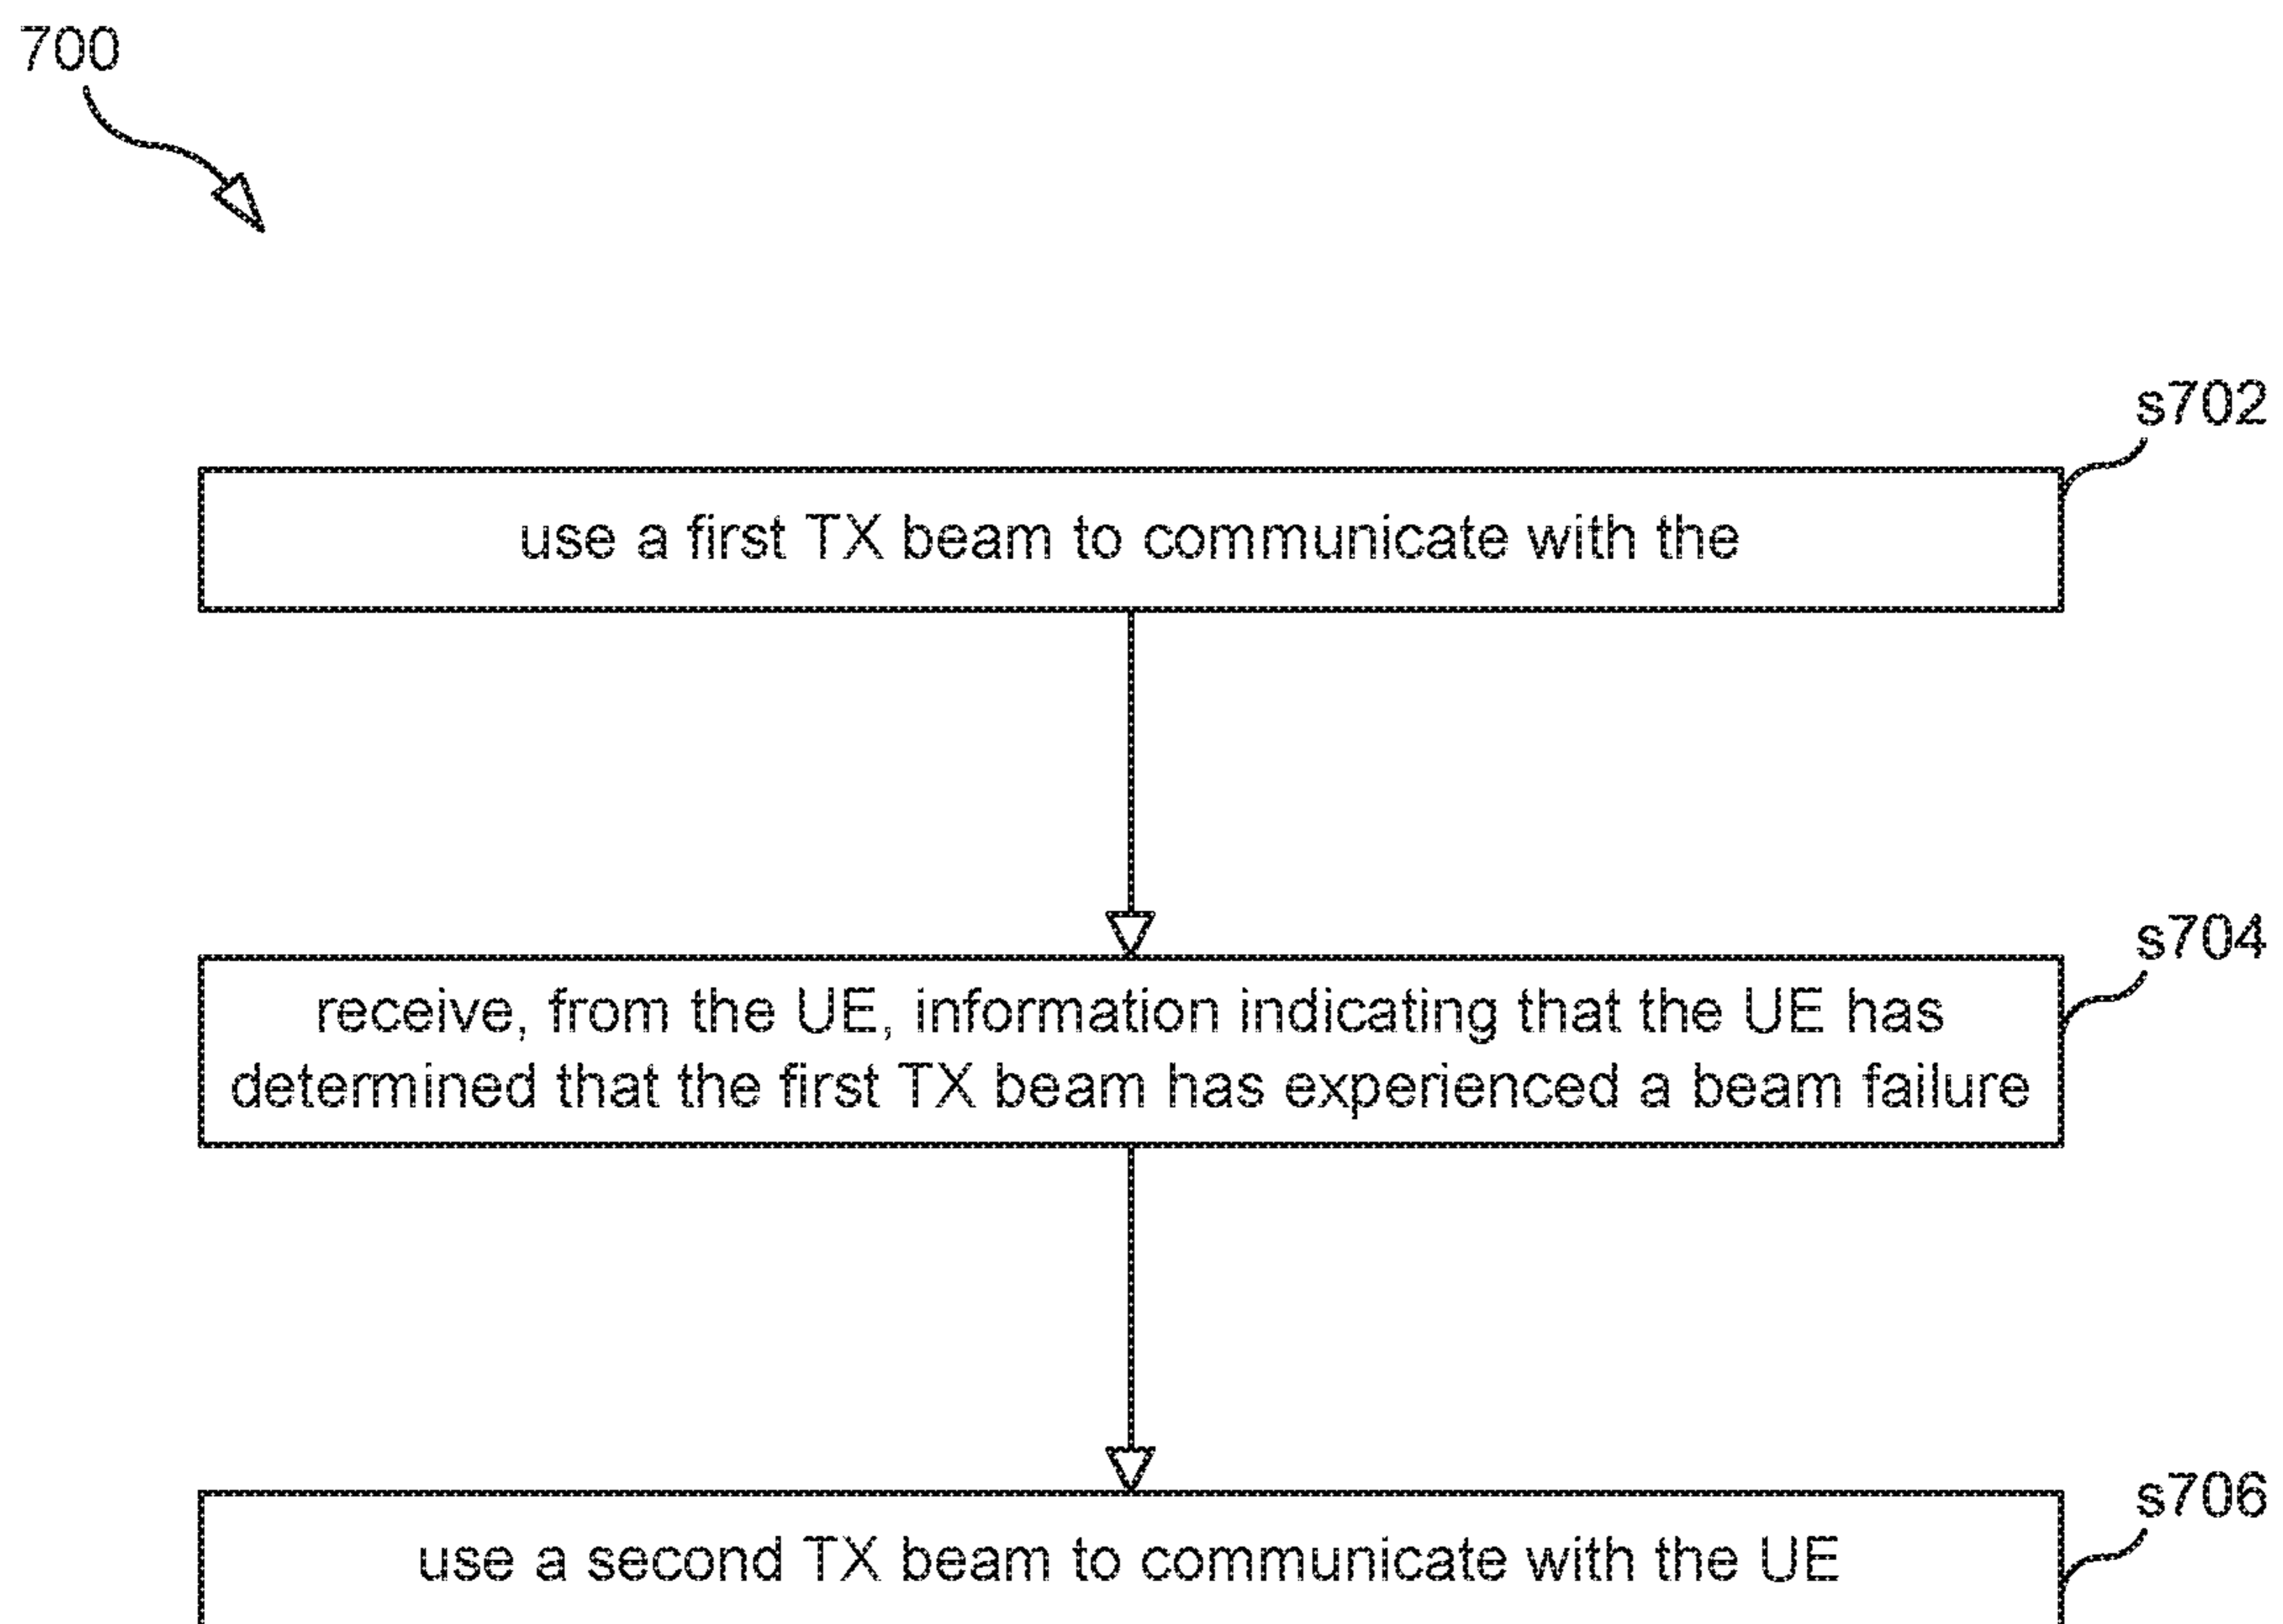 700
s702
use a first TX beam to communicate with the
s704
receive, from the UE, information indicating that the UE has
determined that the first TX beam has experienced a beam failure
s706
use a second TX beam to communicate with the UE